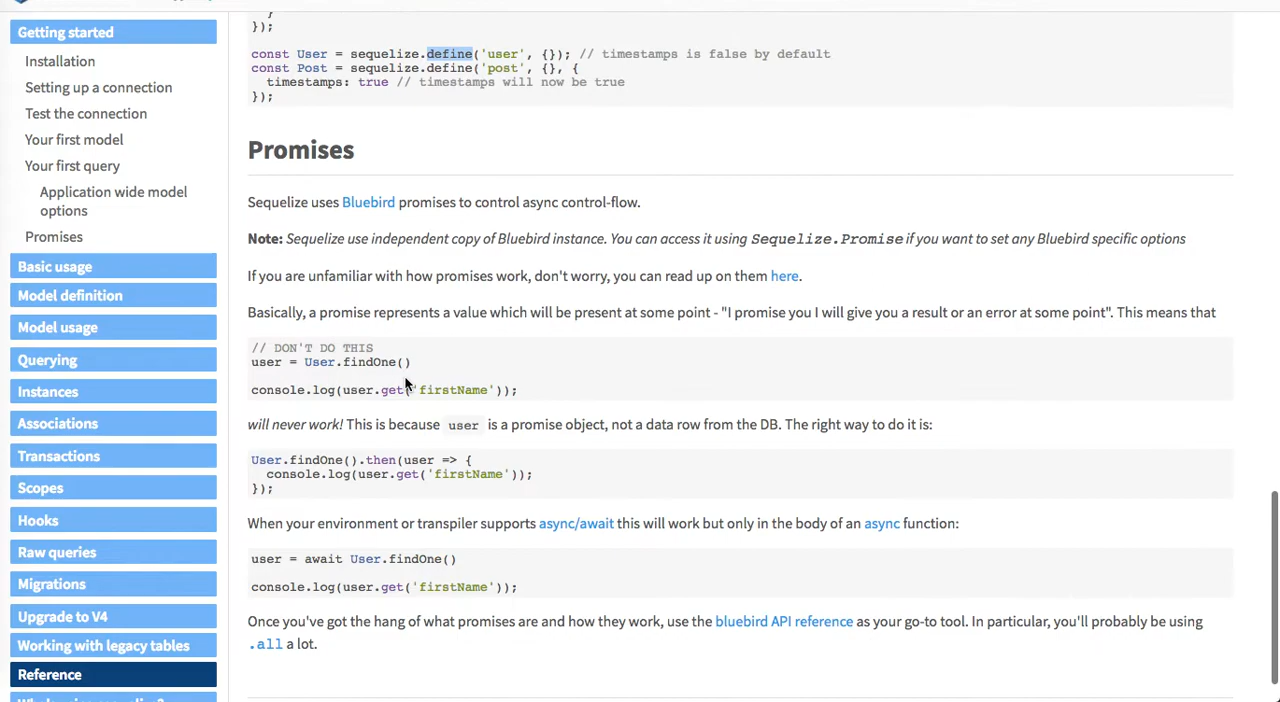 Getting started
Installation
Setting up a connection
Test the connection
Your first model
Your first query
Application wide model
options
Promises
Basic usage
Model definition
Model usage
Querying
Instances
Associations
Transactions
Scopes
Hooks
Raw queries
Migrations
Upgrade to V4
Working with legacy tables
Reference
}
});
const User = sequelize.define('user', {}); // timestamps is false by default
const Post = sequelize.define('post', {}, {
  timestamps: true // timestamps will now be true
});
Promises
Sequelize uses Bluebird promises to control async control-flow.
Note: Sequelize use independent copy of Bluebird instance. You can access it using Sequelize.Promise if you want to set any Bluebird specific options
If you are unfamiliar with how promises work, don't worry, you can read up on them here.
Basically, a promise represents a value which will be present at some point - "I promise you I will give you a result or an error at some point". This means that
// DON'T DO THIS
user = User.findOne()
console.log(user.get('firstName'));
will never work! This is because user is a promise object, not a data row from the DB. The right way to do it is:
User.findOne().then(user => {
  console.log(user.get('firstName'));
});
When your environment or transpiler supports async/await this will work but only in the body of an async function:
user = await User.findOne()
console.log(user.get('firstName'));
Once you've got the hang of what promises are and how they work, use the bluebird API reference as your go-to tool. In particular, you'll probably be using
.all a lot.